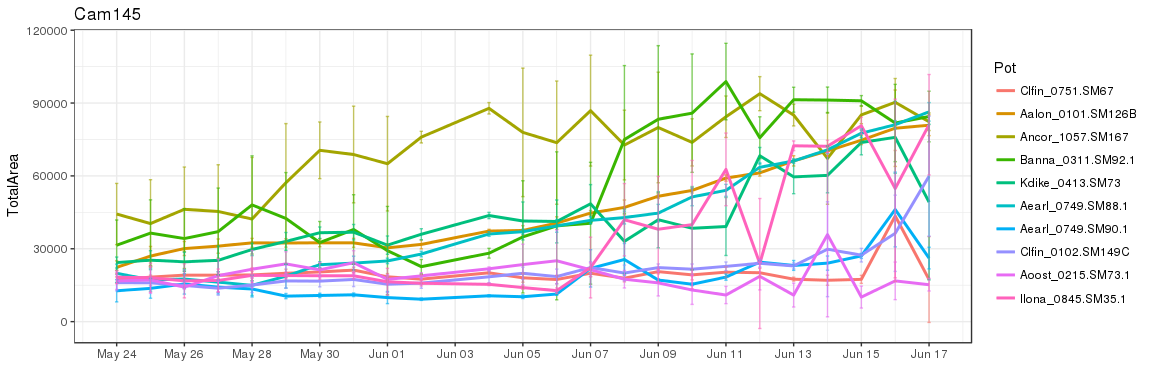 Cam145
TotalArea
120000
90000
60000
30000
0
May 24
May 26
May 28
May 30
Jun 01
Jun 03
Jun 05
Jun 07
Jun 09
Jun 11
Jun 13
Jun 15
Jun 17
Pot
Clfin_0751.SM67
Aalon_0101.SM126B
Ancor_1057.SM167
Banna_0311.SM92.1
Kdike_0413.SM73
Aearl_0749.SM88.1
Aearl_0749.SM90.1
Clfin_0102.SM149C
Aoost_0215.SM73.1
Ilona_0845.SM35.1